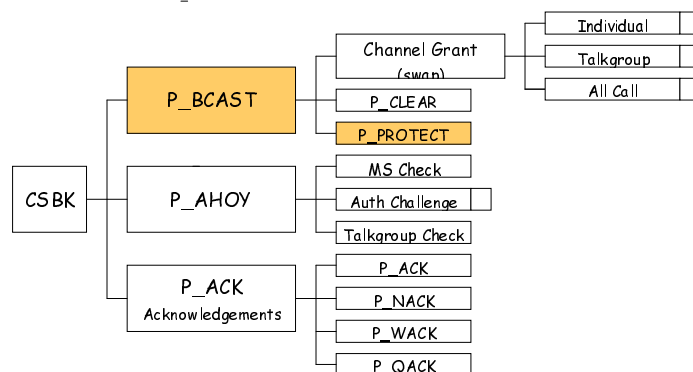 Individual
Channel Grant
(swap)
Talkgroup
P_BCAST
P_CLEAR
All Call
P_PROTECT
MS Check
CSBK
P_AHOY
Auth Challenge
Talkgroup Check
P_ACK
Acknowledgements
P_ACK
P_NACK
P_WACK
P_QACK